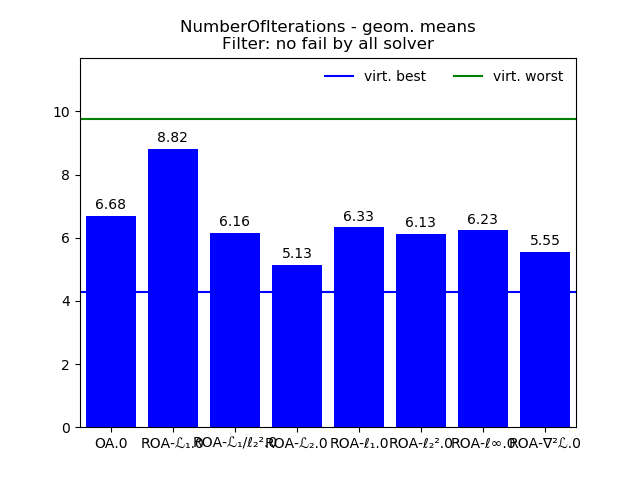 NumberOfIterations - geom. means
Filter: no fail by all solver
virt. best virt. worst
10
8
6
4
2
0
6.68 8.82 6.16 5.13 6.33 6.13 6.23 5.55
OA.0 ROA-ℒ₁.0 ROA-ℒ₁/ℓ₂².0 ROA-ℒ₂.0 ROA-ℓ₁.0 ROA-ℓ₂².0 ROA-ℓ∞.0 ROA-∇²ℒ.0